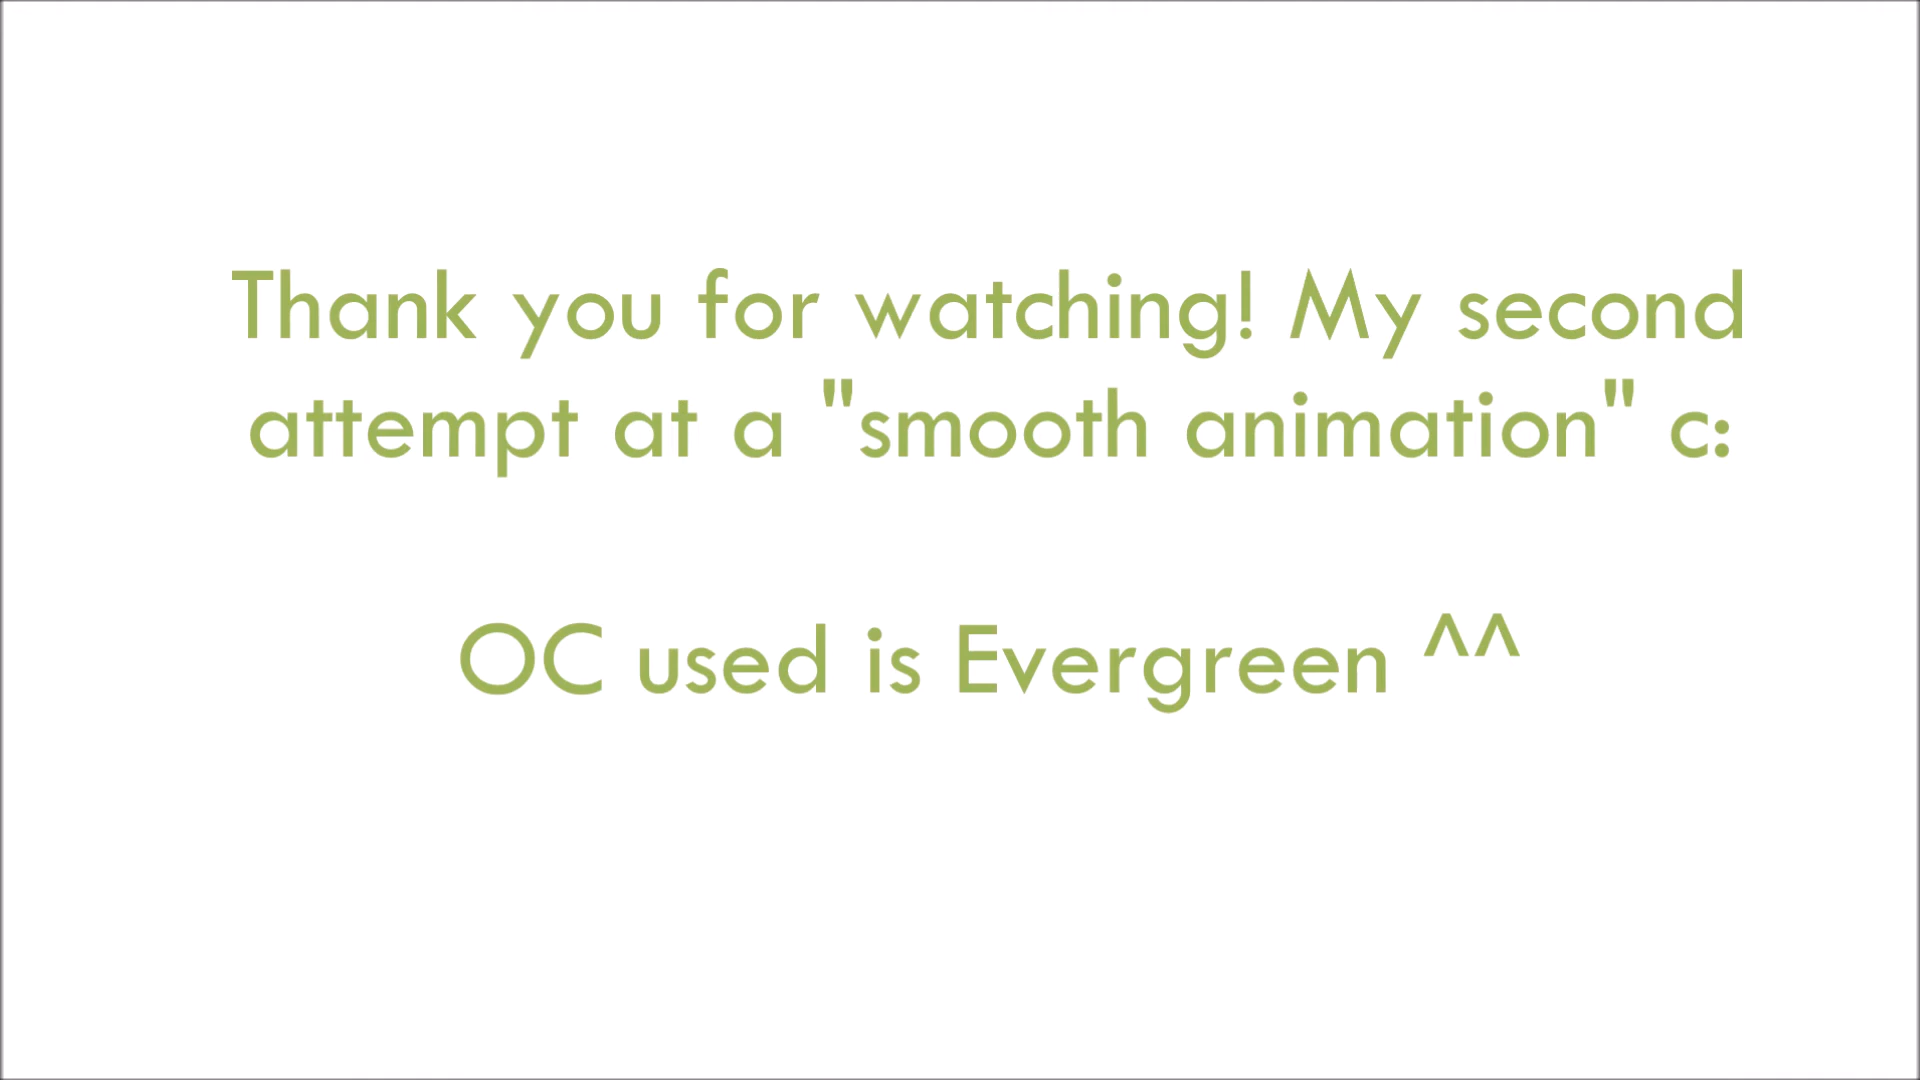 Thank you for watching! My second
attempt at a "smooth animation" c:
OC used is Evergreen ^^